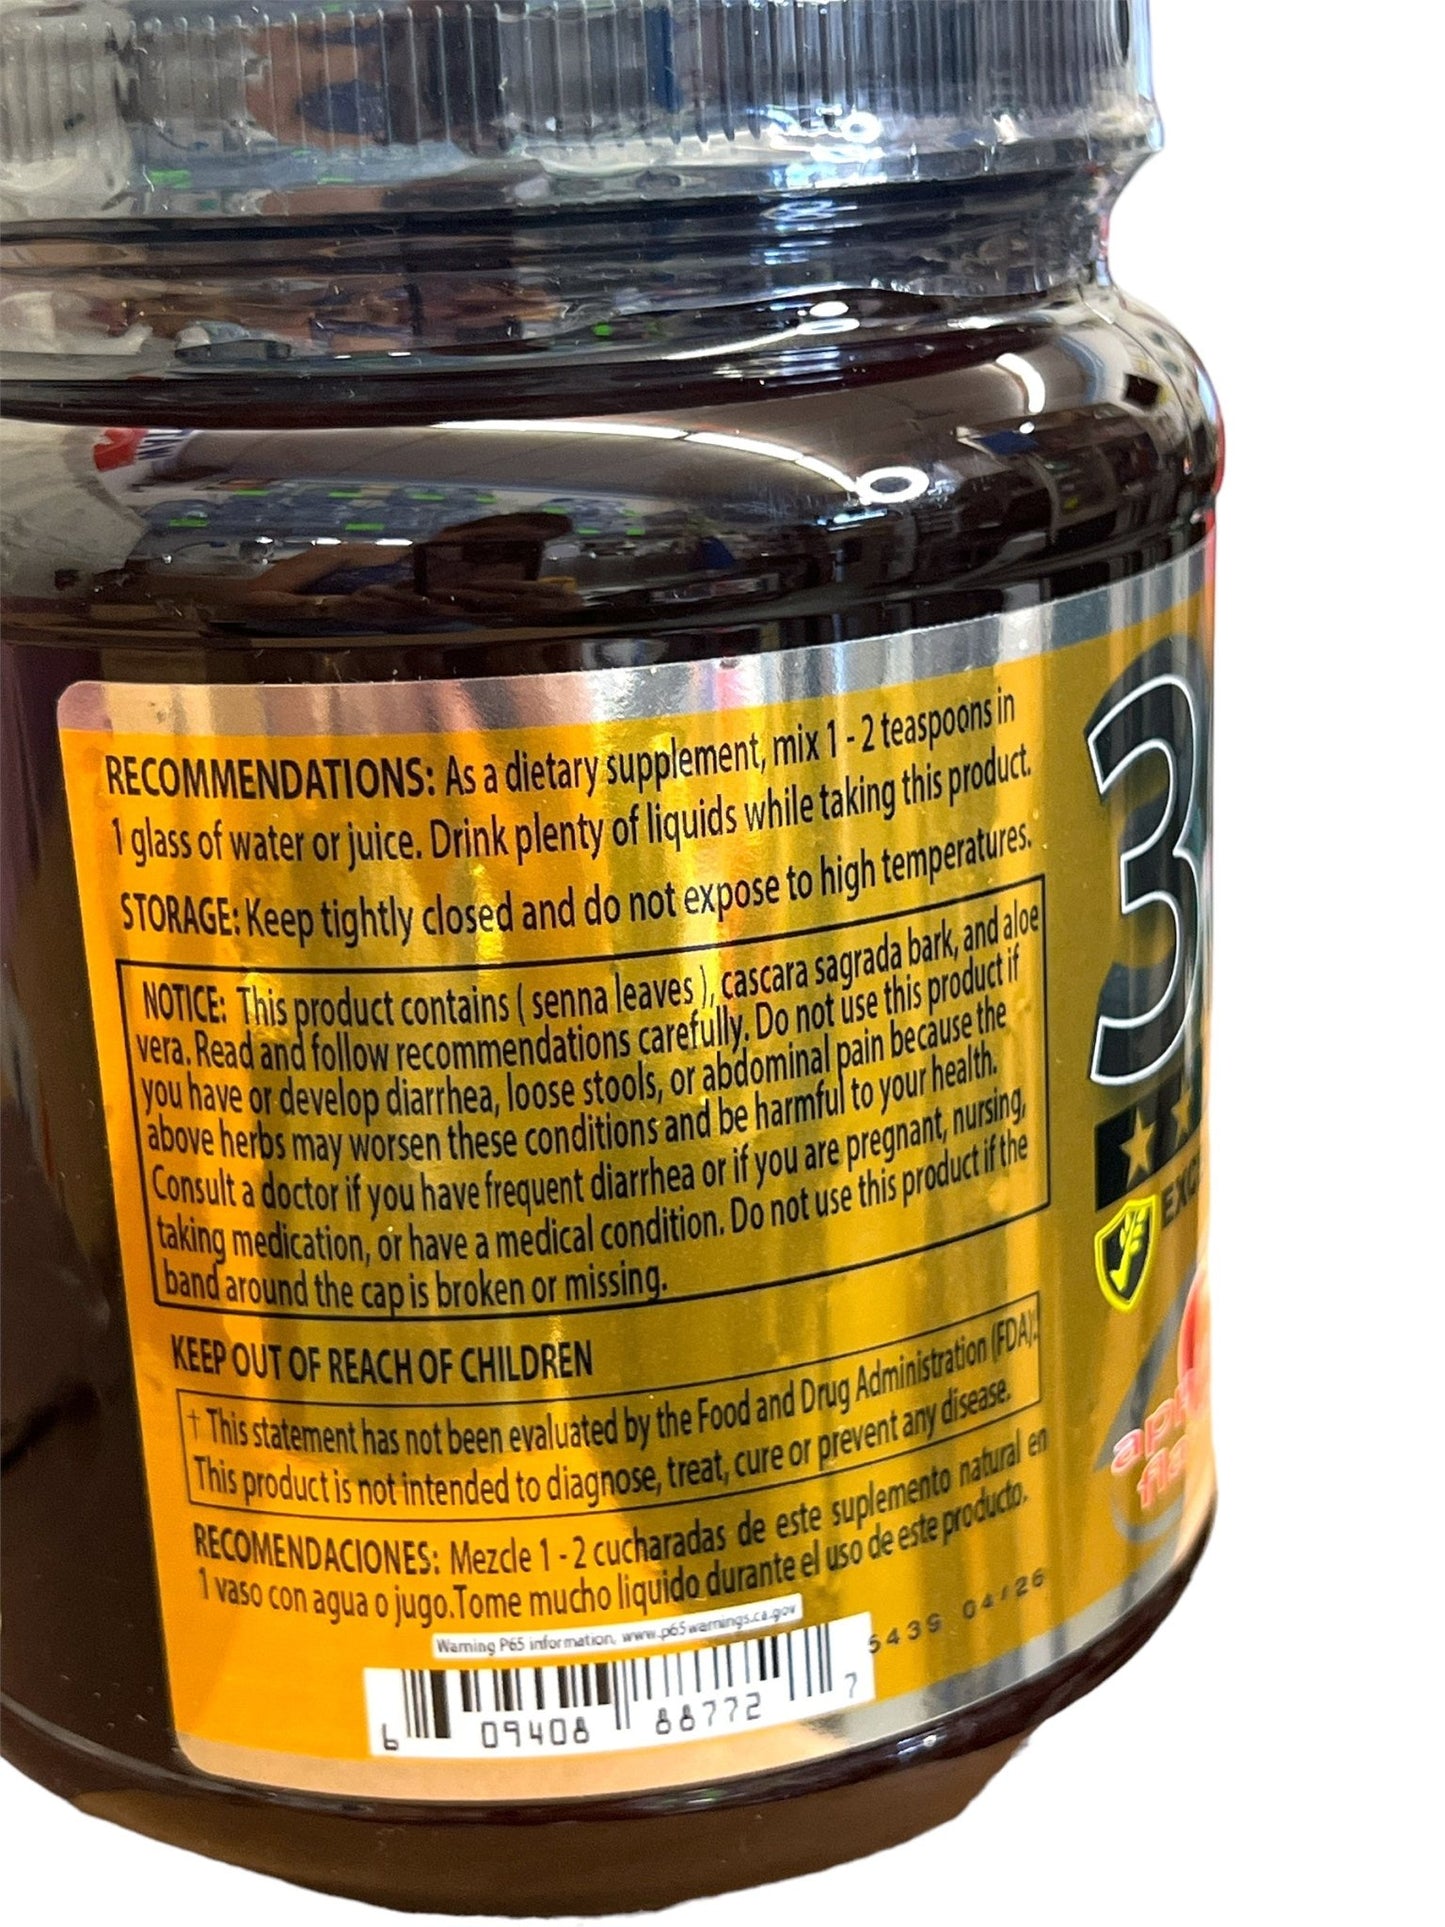 RECOMMENDATIONS: As a dietary supplement, mix 1 - 2 teaspoons in
1 glass of water or juice. Drink plenty of liquids while taking this product.
STORAGE: Keep tightly closed and do not expose to high temperatures.
NOTICE: This product contains ( senna leaves ), cascara sagrada bark, and aloe
vera. Read and follow recommendations carefully. Do not use this product if
you have or develop diarrhea, loose stools, or abdominal pain because the
above herbs may worsen these conditions and be harmful to your health.
Consult a doctor if you have frequent diarrhea or if you are pregnant, nursing,
taking medication, or have a medical condition. Do not use this product if the
band around the cap is broken or missing.
KEEP OUT OF REACH OF CHILDREN
† This statement has not been evaluated by the Food and Drug Administration (FDA).
This product is not intended to diagnose, treat, cure or prevent any disease.
RECOMENDACIONES: Mezcle 1 - 2 cucharadas de este suplemento natural en
1 vaso con agua o jugo.Tome mucho liquido durante el uso de este producto.
Warning P65 information, www.p65warnings.ca.gov
6 09408 88772 7
04/26
3